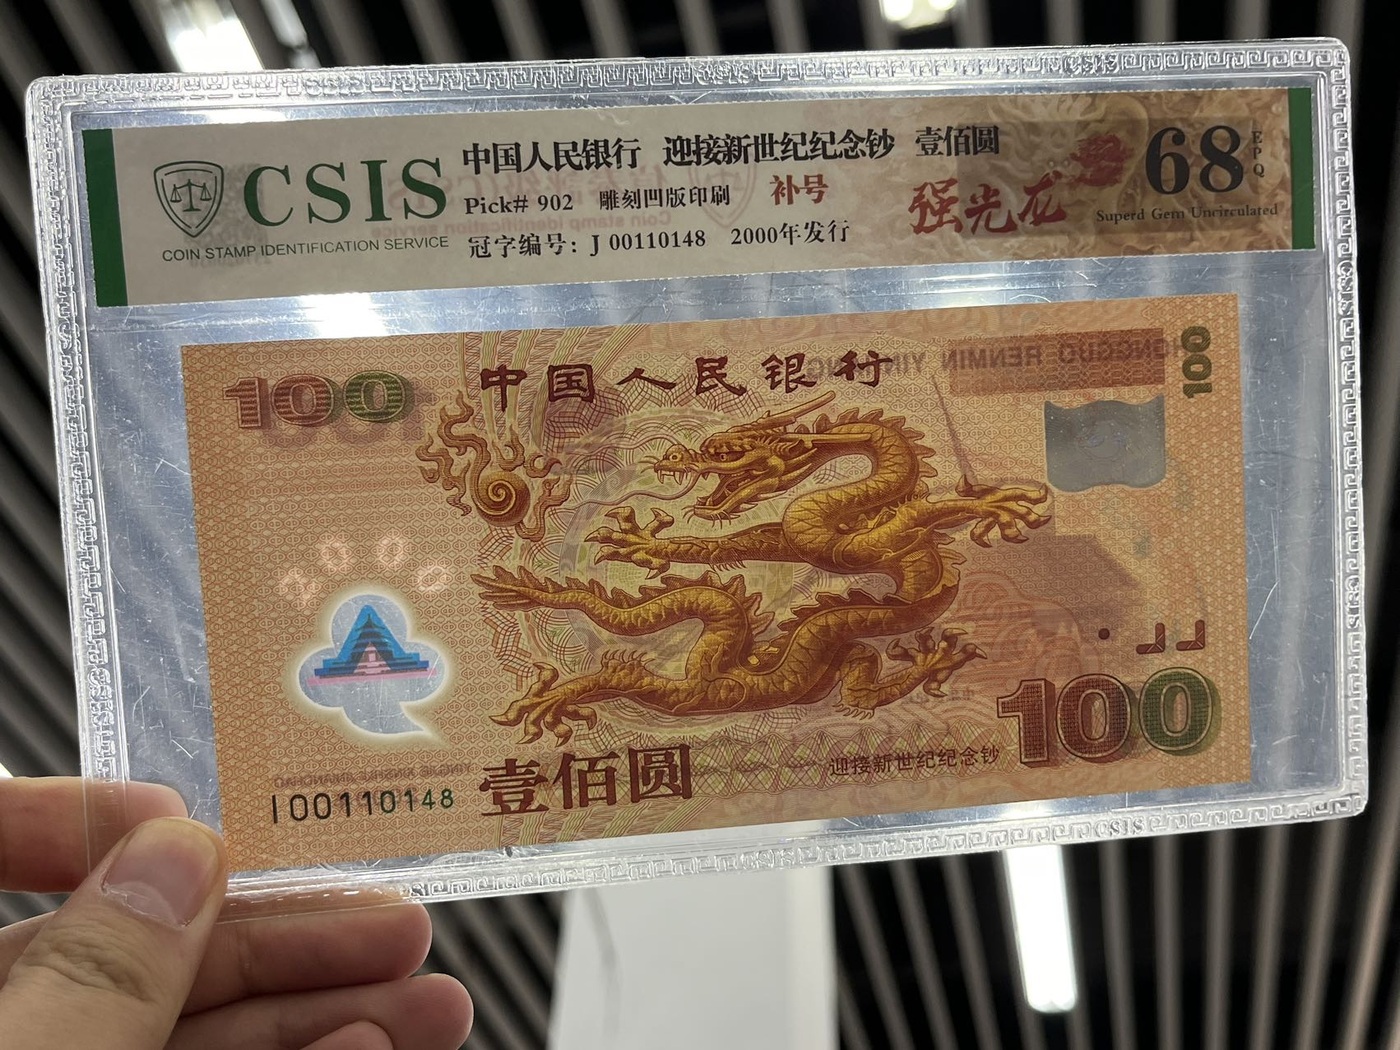 CSIS
COIN STAMP IDENTIFICATION SERVICE
中国人民银行 迎接新世纪纪念钞 壹佰圆
Pick# 902 雕刻凹版印刷 补号
冠字编号: J 00110148 2000年发行
强光龙
68
EPQ
Superd Gem Uncirculated
100
中国人民银行
100
壹佰圆
迎接新世纪纪念钞
100
J00110148
CSIS
CSIS